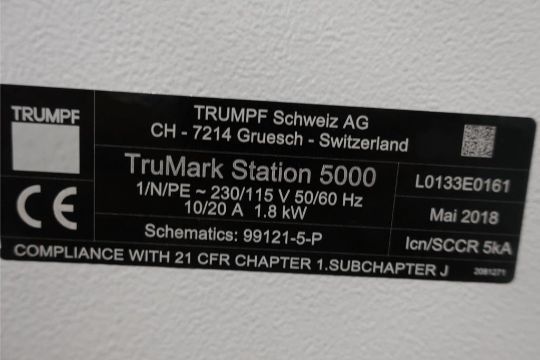 TRUMPF
TRUMPF Schweiz AG
CH - 7214 Gruesch - Switzerland
TruMark Station 5000
1/N/PE ~ 230/115 V 50/60 Hz
10/20 A 1.8 kW
Schematics: 99121-5-P
L0133E0161
Mai 2018
Icn/SCCR 5kA
CE
COMPLIANCE WITH 21 CFR CHAPTER 1.SUBCHAPTER J
2081271